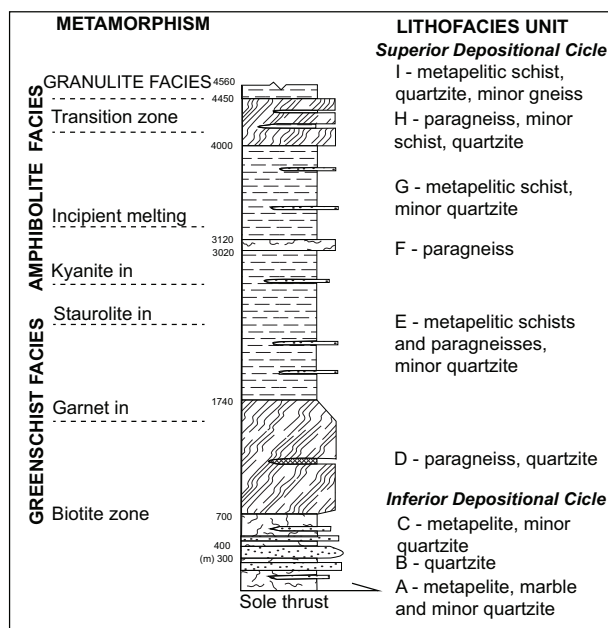 METAMORPHISM
LITHOFACIES UNIT
Superior Depositional Cicle
GRANULITE FACIES
4560
4450
I - metapelitic schist,
quartzite, minor gneiss
Transition zone
H - paragneiss, minor
schist, quartzite
4000
AMPHIBOLITE FACIES
G - metapelitic schist,
minor quartzite
Incipient melting
3120
3020
F - paragneiss
Kyanite in
Staurolite in
E - metapelitic schists
and paragneisses,
minor quartzite
GREENSCHIST FACIES
1740
Garnet in
D - paragneiss, quartzite
Inferior Depositional Cicle
Biotite zone
700
C - metapelite, minor
quartzite
400
(m) 300
B - quartzite
A - metapelite, marble
and minor quartzite
Sole thrust